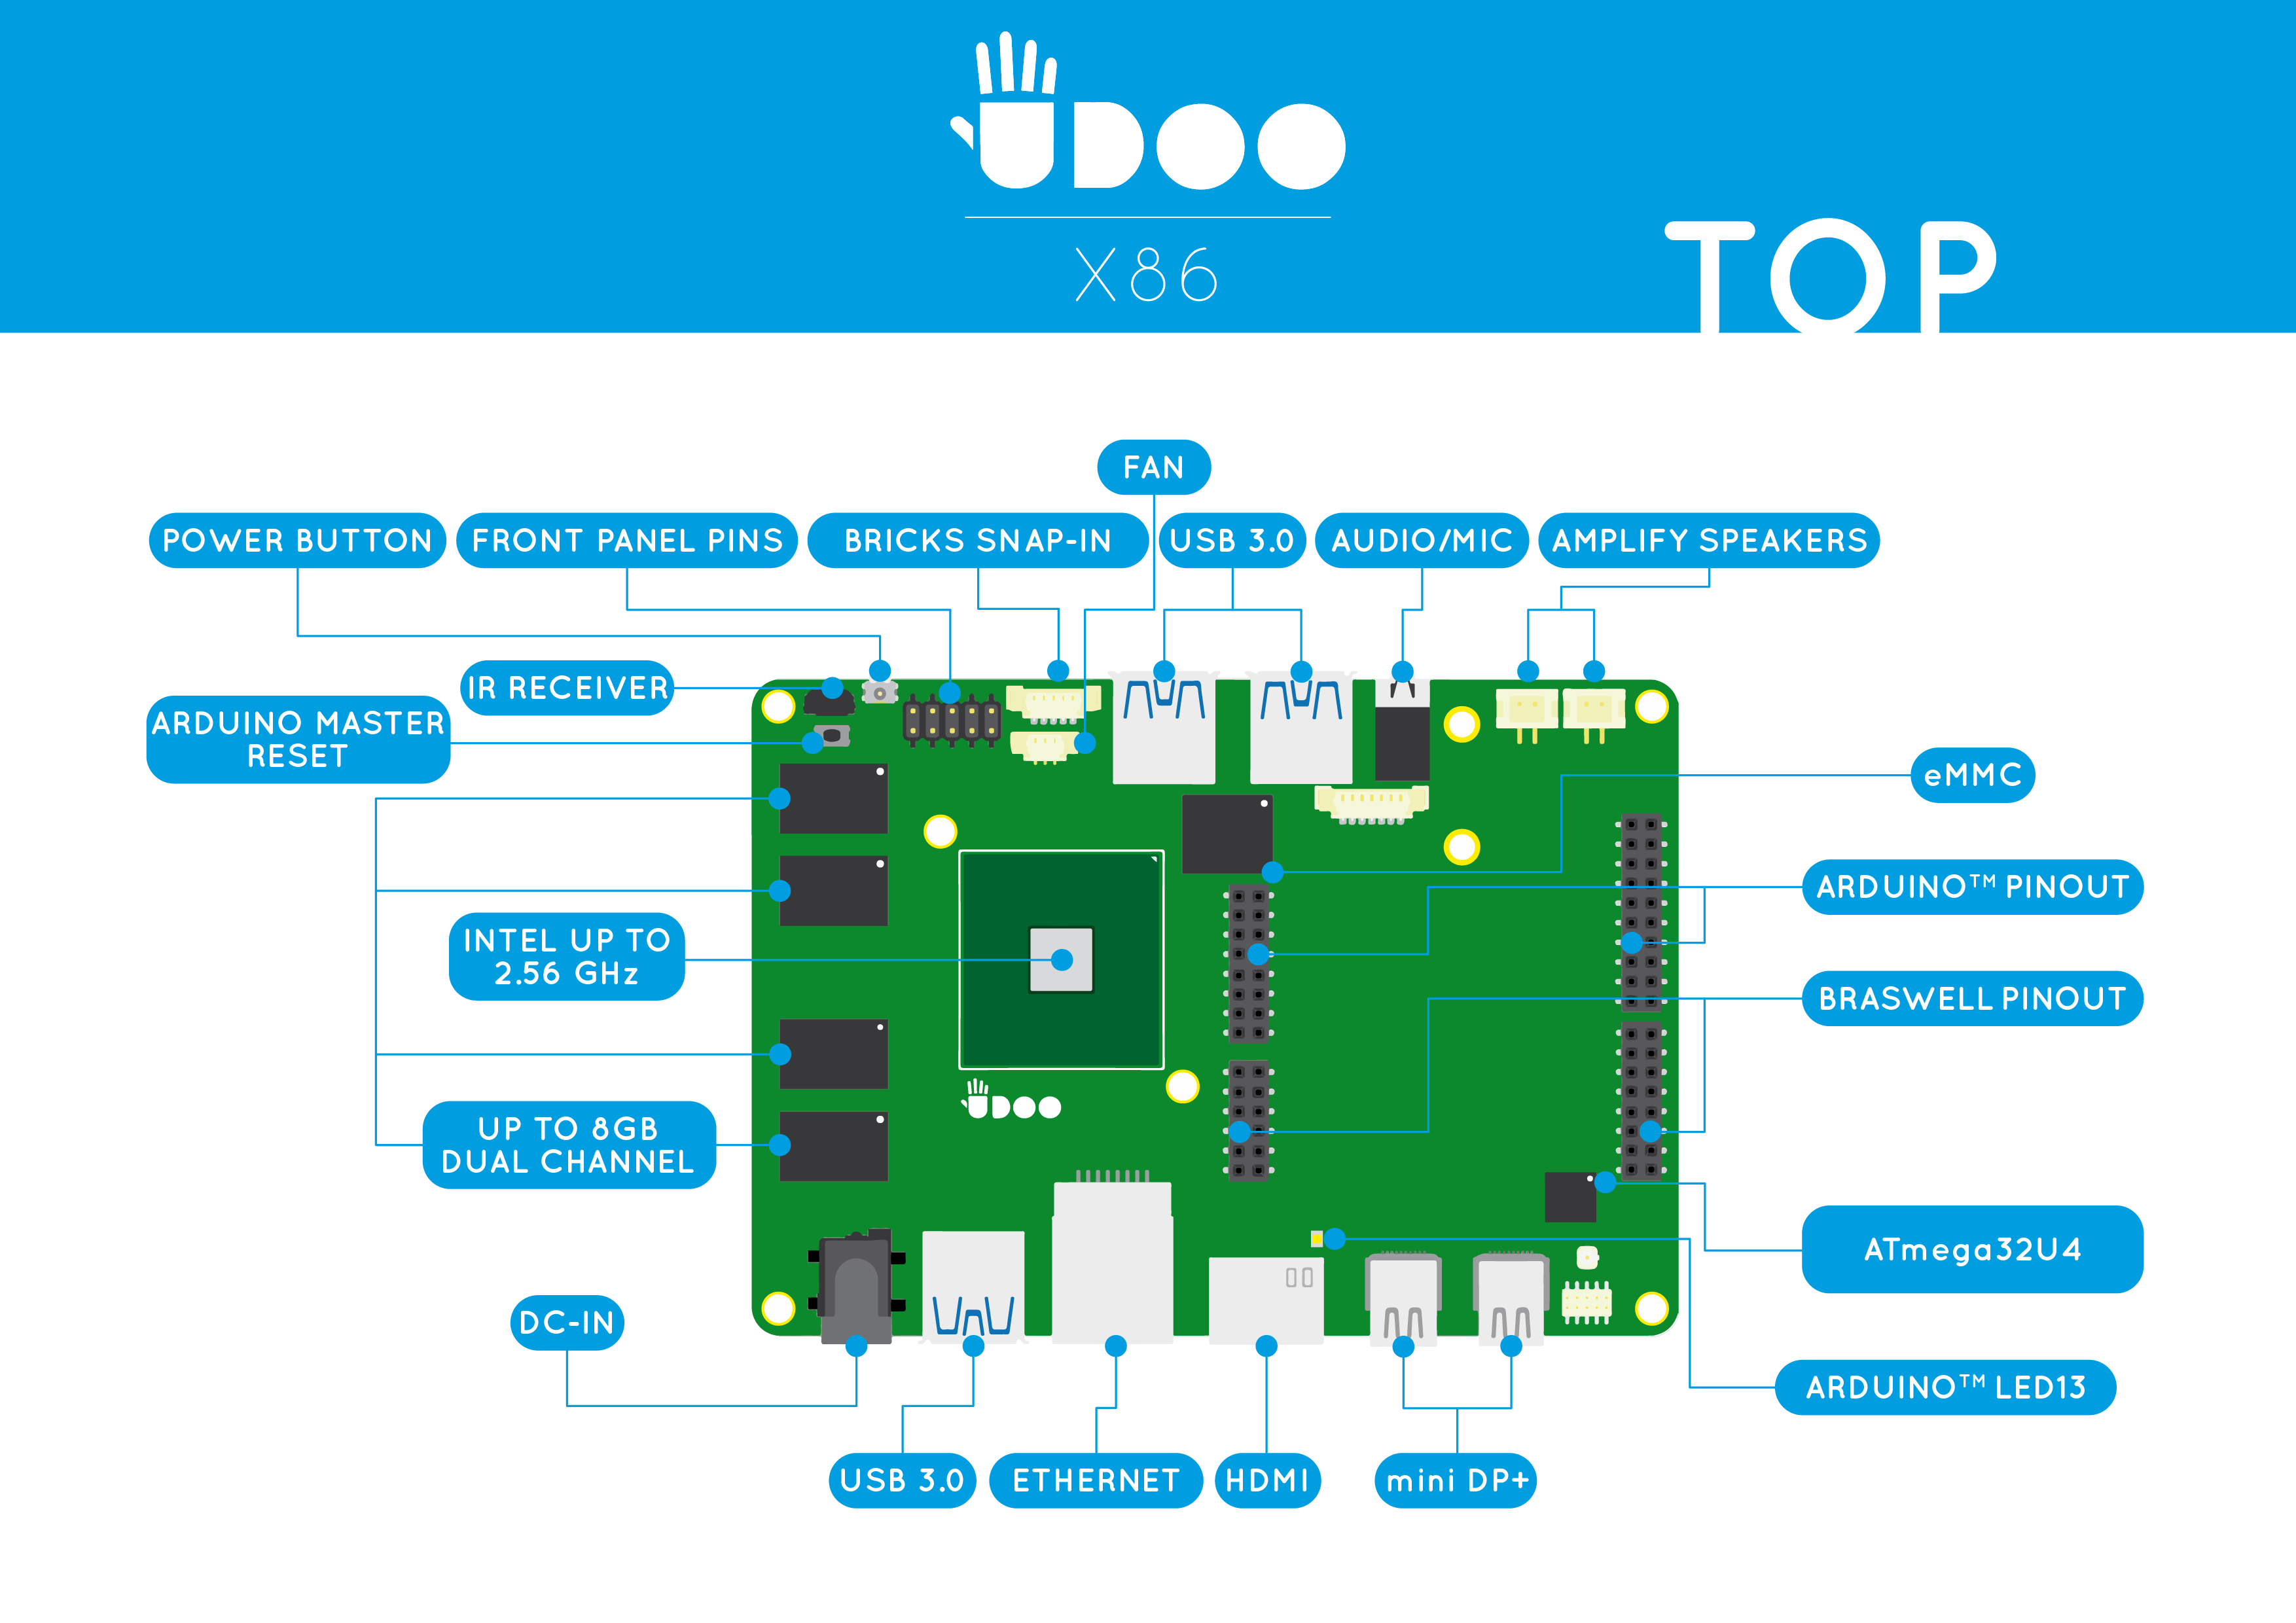 UDOO
X86
TOP
FAN
POWER BUTTON
FRONT PANEL PINS
BRICKS SNAP-IN
USB 3.0
AUDIO/MIC
AMPLIFY SPEAKERS
IR RECEIVER
ARDUINO MASTER
RESET
eMMC
ARDUINO™ PINOUT
INTEL UP TO
2.56 GHz
BRASWELL PINOUT
UDOO
UP TO 8GB
DUAL CHANNEL
ATmega32U4
DC-IN
ARDUINO™ LED13
USB 3.0
ETHERNET
HDMI
mini DP+